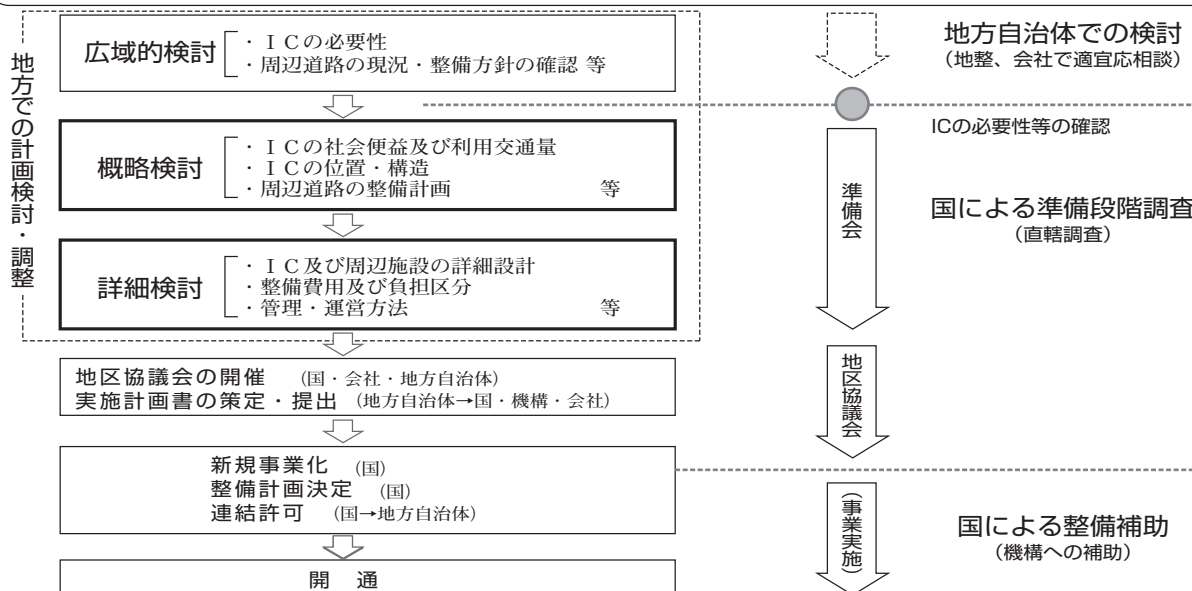 地方での計画検討・調整
広域的検討
・ＩＣの必要性
・周辺道路の現況・整備方針の確認 等
概略検討
・ＩＣの社会便益及び利用交通量
・ＩＣの位置・構造
・周辺道路の整備計画 等
詳細検討
・ＩＣ及び周辺施設の詳細設計
・整備費用及び負担区分
・管理・運営方法 等
地区協議会の開催 (国・会社・地方自治体)
実施計画書の策定・提出 (地方自治体→国・機構・会社)
新規事業化 (国)
整備計画決定 (国)
連結許可 (国→地方自治体)
開 通
準備会
地区協議会
(事業実施)
地方自治体での検討
(地整、会社で適宜応相談)
ICの必要性等の確認
国による準備段階調査
(直轄調査)
国による整備補助
(機構への補助)